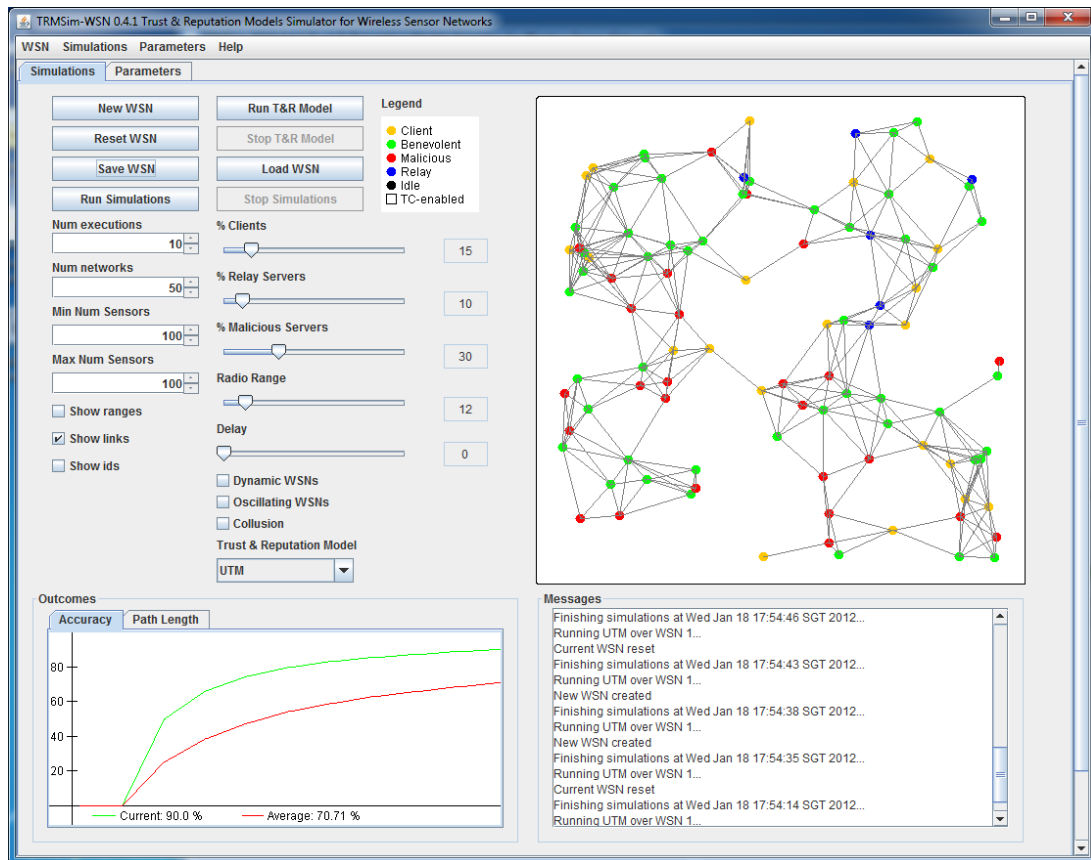 TRMSim-WSN 0.4.1 Trust & Reputation Models Simulator for Wireless Sensor Networks
WSN Simulations Parameters Help
Simulations Parameters
New WSN Run T&R Model
Reset WSN Stop T&R Model
Save WSN Load WSN
Run Simulations Stop Simulations
Legend
Client
Benevolent
Malicious
Relay
Idle
TC-enabled
Num executions
10
Num networks
50
Min Num Sensors
100
Max Num Sensors
100
Show ranges
Show links
Show ids
% Clients
15
% Relay Servers
10
% Malicious Servers
30
Radio Range
12
Delay
0
Dynamic WSNs
Oscillating WSNs
Collusion
Trust & Reputation Model
UTM
Outcomes
Accuracy Path Length
80
60
40
20
Current: 90.0 % Average: 70.71 %
Messages
Finishing simulations at Wed Jan 18 17:54:46 SGT 2012...
Running UTM over WSN 1...
Current WSN reset
Finishing simulations at Wed Jan 18 17:54:43 SGT 2012...
Running UTM over WSN 1...
New WSN created
Finishing simulations at Wed Jan 18 17:54:38 SGT 2012...
Running UTM over WSN 1...
New WSN created
Finishing simulations at Wed Jan 18 17:54:35 SGT 2012...
Running UTM over WSN 1...
Current WSN reset
Finishing simulations at Wed Jan 18 17:54:14 SGT 2012...
Running UTM over WSN 1...